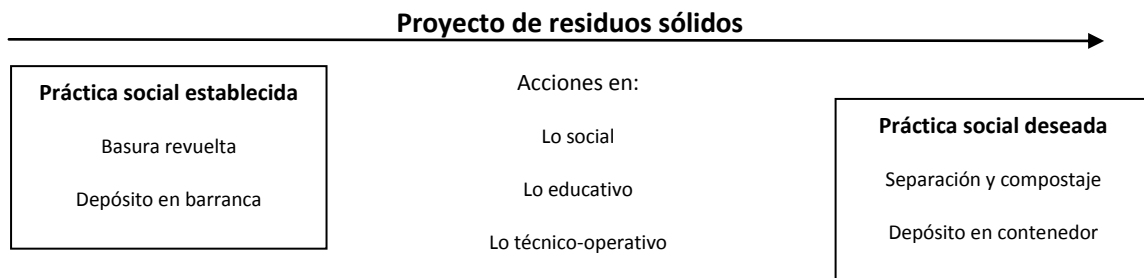 Proyecto de residuos sólidos
Práctica social establecida
Basura revuelta
Depósito en barranca
Acciones en:
Lo social
Lo educativo
Lo técnico-operativo
Práctica social deseada
Separación y compostaje
Depósito en contenedor